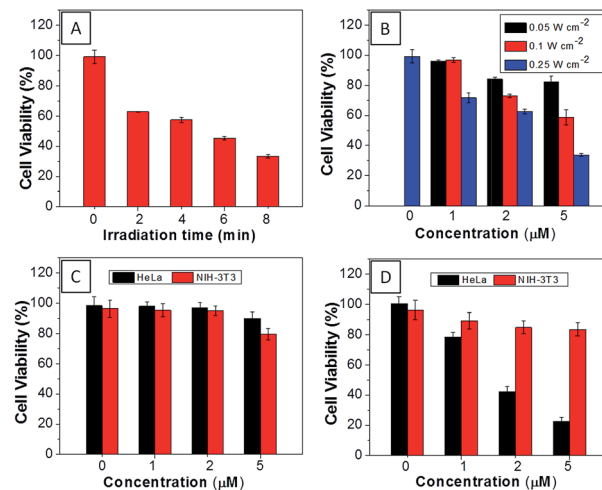 A
Cell Viability (%)
120
100
80
60
40
20
0
0 2 4 6 8
Irradiation time (min)
B
0.05 W cm⁻²
0.1 W cm⁻²
0.25 W cm⁻²
Cell Viability (%)
120
100
80
60
40
20
0
0 1 2 5
Concentration (μM)
C
HeLa NIH-3T3
Cell Viability (%)
120
100
80
60
40
20
0
0 1 2 5
Concentration (μM)
D
HeLa NIH-3T3
Cell Viability (%)
120
100
80
60
40
20
0
0 1 2 5
Concentration (μM)